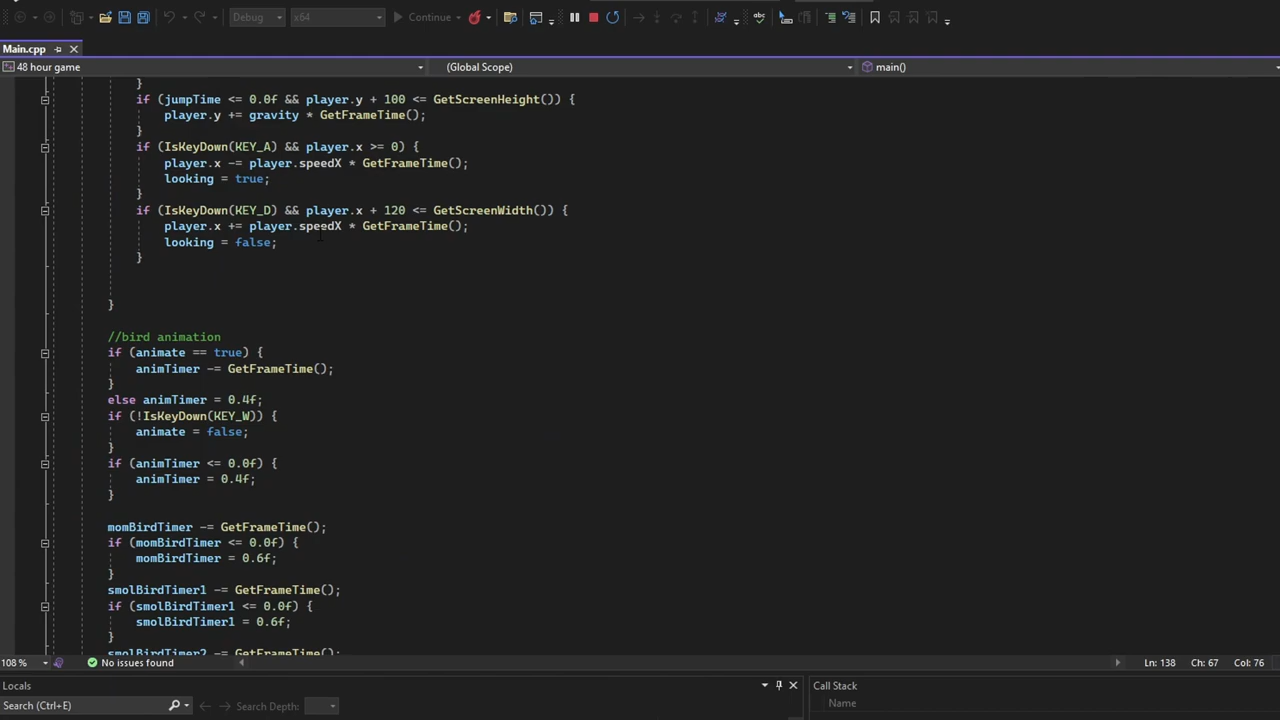 Debug
x64
Continue
Main.cpp
48 hour game
(Global Scope)
main()
}
if (jumpTime <= 0.0f && player.y + 100 <= GetScreenHeight()) {
player.y += gravity * GetFrameTime();
}
if (IsKeyDown(KEY_A) && player.x >= 0) {
player.x -= player.speedX * GetFrameTime();
looking = true;
}
if (IsKeyDown(KEY_D) && player.x + 120 <= GetScreenWidth()) {
player.x += player.speedX * GetFrameTime();
looking = false;
}
}
//bird animation
if (animate == true) {
animTimer -= GetFrameTime();
}
else animTimer = 0.4f;
if (!IsKeyDown(KEY_W)) {
animate = false;
}
if (animTimer <= 0.0f) {
animTimer = 0.4f;
}
momBirdTimer -= GetFrameTime();
if (momBirdTimer <= 0.0f) {
momBirdTimer = 0.6f;
}
smolBirdTimer1 -= GetFrameTime();
if (smolBirdTimer1 <= 0.0f) {
smolBirdTimer1 = 0.6f;
}
smolBirdTimer2 -= GetFrameTime();
108 %
No issues found
Ln: 138
Ch: 67
Col: 76
Locals
Call Stack
Search (Ctrl+E)
Search Depth:
Name